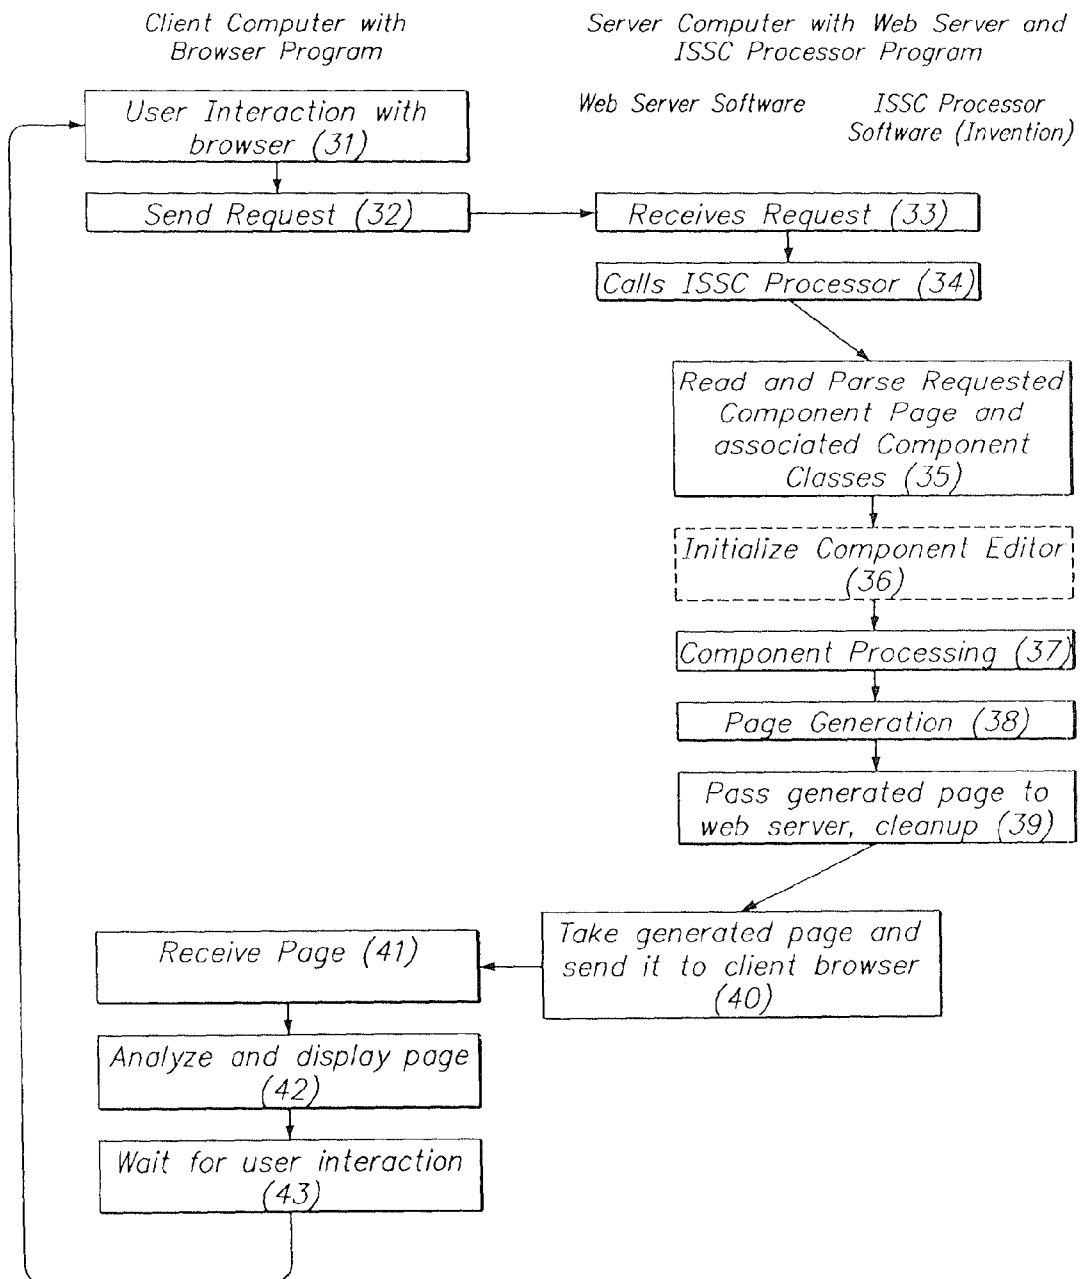 Client Computer with
Browser Program
Server Computer with Web Server and
ISSC Processor Program
Web Server Software
ISSC Processor
Software (Invention)
User Interaction with
browser (31)
Send Request (32)
Receives Request (33)
Calls ISSC Processor (34)
Read and Parse Requested
Component Page and
associated Component
Classes (35)
Initialize Component Editor
(36)
Component Processing (37)
Page Generation (38)
Pass generated page to
web server, cleanup (39)
Take generated page and
send it to client browser
(40)
Receive Page (41)
Analyze and display page
(42)
Wait for user interaction
(43)